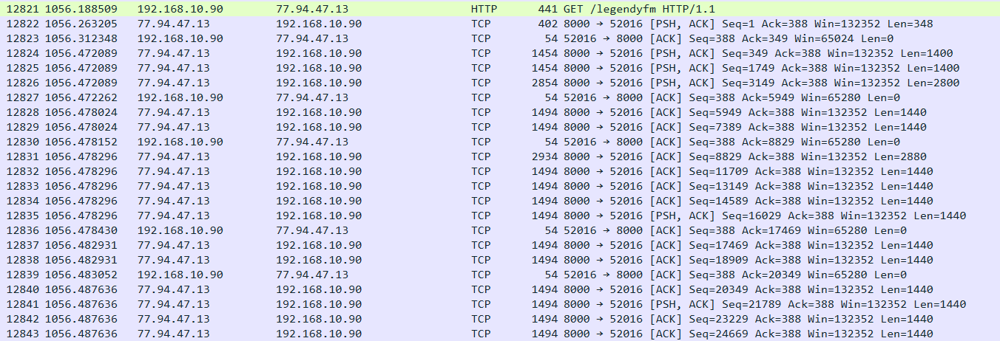 12821 1056.188509 192.168.10.90 77.94.47.13 HTTP 441 GET /legendyfm HTTP/1.1
12822 1056.263205 77.94.47.13 192.168.10.90 TCP 402 8000 → 52016 [PSH, ACK] Seq=1 Ack=388 Win=132352 Len=348
12823 1056.312348 192.168.10.90 77.94.47.13 TCP 54 52016 → 8000 [ACK] Seq=388 Ack=349 Win=65024 Len=0
12824 1056.472089 77.94.47.13 192.168.10.90 TCP 1454 8000 → 52016 [PSH, ACK] Seq=349 Ack=388 Win=132352 Len=1400
12825 1056.472089 77.94.47.13 192.168.10.90 TCP 1454 8000 → 52016 [PSH, ACK] Seq=1749 Ack=388 Win=132352 Len=1400
12826 1056.472089 77.94.47.13 192.168.10.90 TCP 2854 8000 → 52016 [PSH, ACK] Seq=3149 Ack=388 Win=132352 Len=2800
12827 1056.472262 192.168.10.90 77.94.47.13 TCP 54 52016 → 8000 [ACK] Seq=388 Ack=5949 Win=65280 Len=0
12828 1056.478024 77.94.47.13 192.168.10.90 TCP 1494 8000 → 52016 [ACK] Seq=5949 Ack=388 Win=132352 Len=1440
12829 1056.478024 77.94.47.13 192.168.10.90 TCP 1494 8000 → 52016 [ACK] Seq=7389 Ack=388 Win=132352 Len=1440
12830 1056.478152 192.168.10.90 77.94.47.13 TCP 54 52016 → 8000 [ACK] Seq=388 Ack=8829 Win=65280 Len=0
12831 1056.478296 77.94.47.13 192.168.10.90 TCP 2934 8000 → 52016 [ACK] Seq=8829 Ack=388 Win=132352 Len=2880
12832 1056.478296 77.94.47.13 192.168.10.90 TCP 1494 8000 → 52016 [ACK] Seq=11709 Ack=388 Win=132352 Len=1440
12833 1056.478296 77.94.47.13 192.168.10.90 TCP 1494 8000 → 52016 [ACK] Seq=13149 Ack=388 Win=132352 Len=1440
12834 1056.478296 77.94.47.13 192.168.10.90 TCP 1494 8000 → 52016 [ACK] Seq=14589 Ack=388 Win=132352 Len=1440
12835 1056.478296 77.94.47.13 192.168.10.90 TCP 1494 8000 → 52016 [PSH, ACK] Seq=16029 Ack=388 Win=132352 Len=1440
12836 1056.478430 192.168.10.90 77.94.47.13 TCP 54 52016 → 8000 [ACK] Seq=388 Ack=17469 Win=65280 Len=0
12837 1056.482931 77.94.47.13 192.168.10.90 TCP 1494 8000 → 52016 [ACK] Seq=17469 Ack=388 Win=132352 Len=1440
12838 1056.482931 77.94.47.13 192.168.10.90 TCP 1494 8000 → 52016 [ACK] Seq=18909 Ack=388 Win=132352 Len=1440
12839 1056.483052 192.168.10.90 77.94.47.13 TCP 54 52016 → 8000 [ACK] Seq=388 Ack=20349 Win=65280 Len=0
12840 1056.487636 77.94.47.13 192.168.10.90 TCP 1494 8000 → 52016 [ACK] Seq=20349 Ack=388 Win=132352 Len=1440
12841 1056.487636 77.94.47.13 192.168.10.90 TCP 1494 8000 → 52016 [PSH, ACK] Seq=21789 Ack=388 Win=132352 Len=1440
12842 1056.487636 77.94.47.13 192.168.10.90 TCP 1494 8000 → 52016 [ACK] Seq=23229 Ack=388 Win=132352 Len=1440
12843 1056.487636 77.94.47.13 192.168.10.90 TCP 1494 8000 → 52016 [ACK] Seq=24669 Ack=388 Win=132352 Len=1440